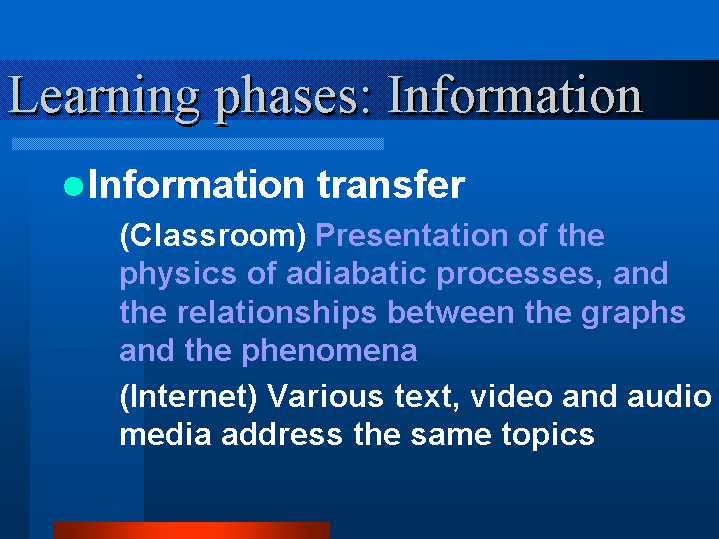 Learning phases: Information
Information transfer
(Classroom) Presentation of the
physics of adiabatic processes, and
the relationships between the graphs
and the phenomena
(Internet) Various text, video and audio
media address the same topics